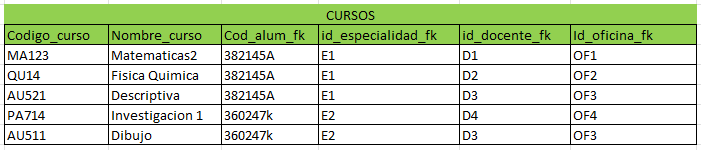 CURSOS
Codigo_curso Nombre_curso Cod_alum_fk id_especialidad_fk id_docente_fk Id_oficina_fk
MA123 Matematicas2 382145A E1 D1 OF1
QU14 Fisica Quimica 382145A E1 D2 OF2
AU521 Descriptiva 382145A E1 D3 OF3
PA714 Investigacion 1 360247k E2 D4 OF4
AU511 Dibujo 360247k E2 D3 OF3